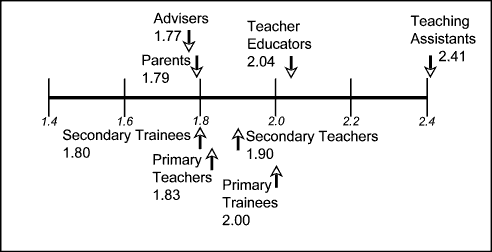 Advisers
1.77
Parents
1.79
Teacher
Educators
2.04
Teaching
Assistants
2.41
1.4
1.6
1.8
2.0
2.2
2.4
Secondary Trainees
1.80
Primary
Teachers
1.83
Secondary Teachers
1.90
Primary
Trainees
2.00